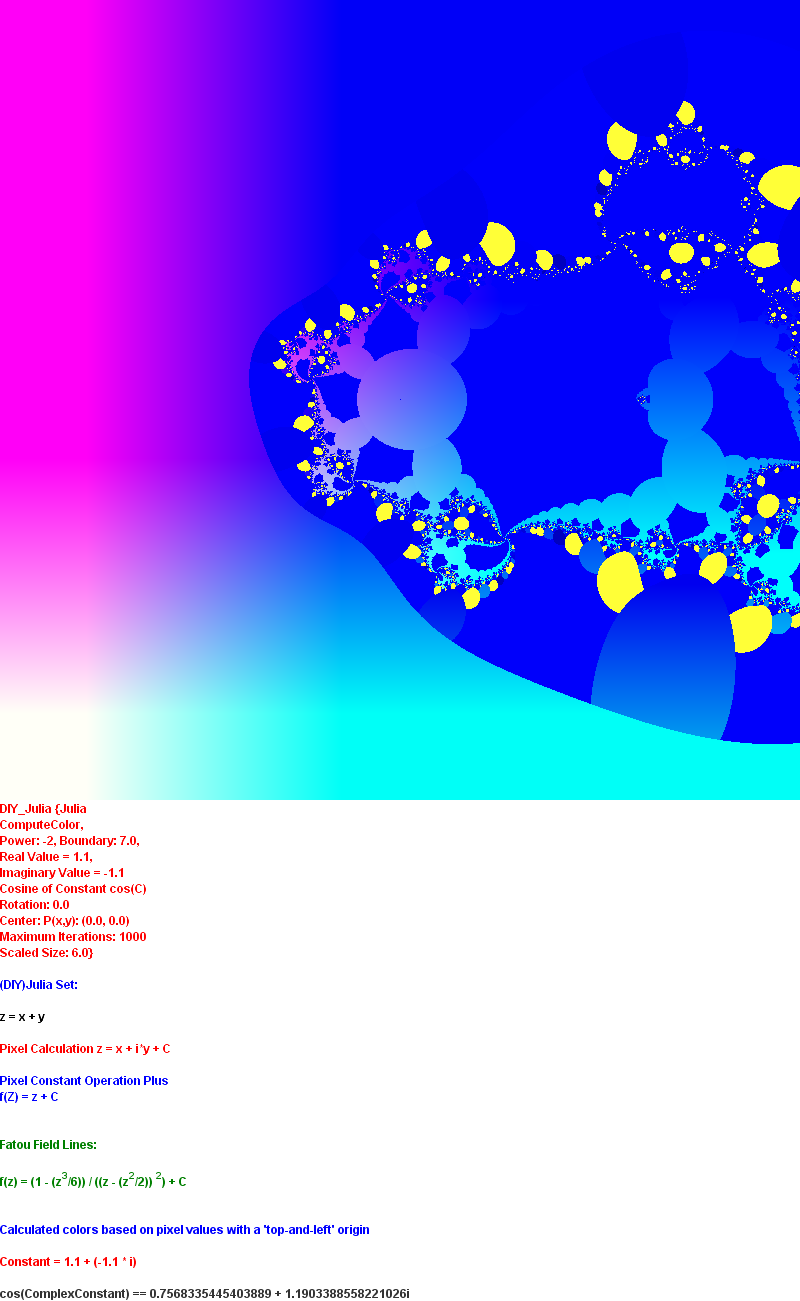 DIY_Julia {Julia
ComputeColor,
Power: -2, Boundary: 7.0,
Real Value = 1.1,
Imaginary Value = -1.1
Cosine of Constant cos(C)
Rotation: 0.0
Center: P(x,y): (0.0, 0.0)
Maximum Iterations: 1000
Scaled Size: 6.0}
(DIY)Julia Set:
z = x + y
Pixel Calculation z = x + i*y + C
Pixel Constant Operation Plus
f(Z) = z + C
Fatou Field Lines:
f(z) = (1 - (z³/6)) / ((z - (z²/2)) ²) + C
Calculated colors based on pixel values with a 'top-and-left' origin
Constant = 1.1 + (-1.1 * i)
cos(ComplexConstant) == 0.7568335445403889 + 1.1903388558221026i